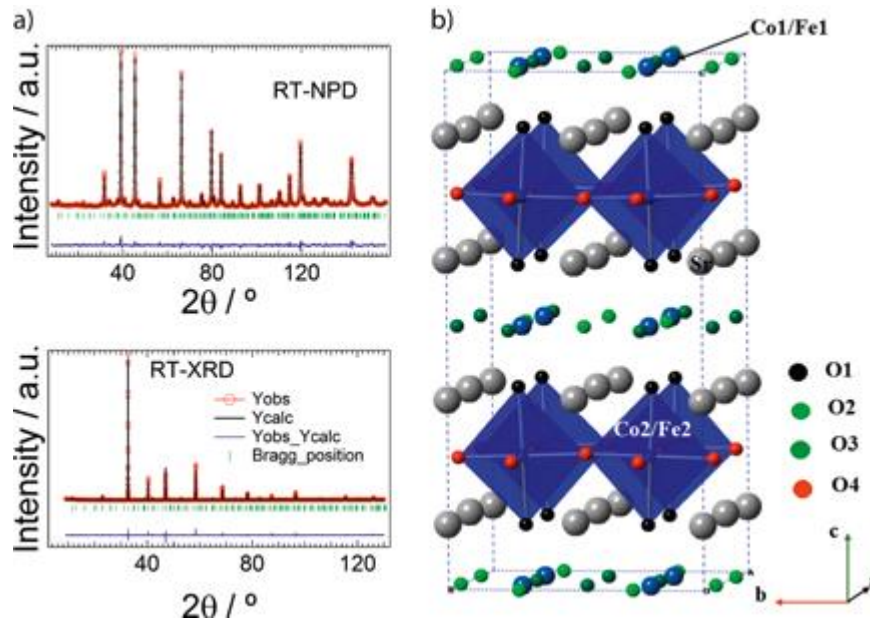 a)
RT-NPD
Intensity / a.u.
40
80
120
2θ / º
RT-XRD
Yobs
Ycalc
Yobs_Ycalc
Bragg_position
Intensity / a.u.
40
80
120
2θ / º
b)
Co1/Fe1
Sr
Co2/Fe2
O1
O2
O3
O4
c
b